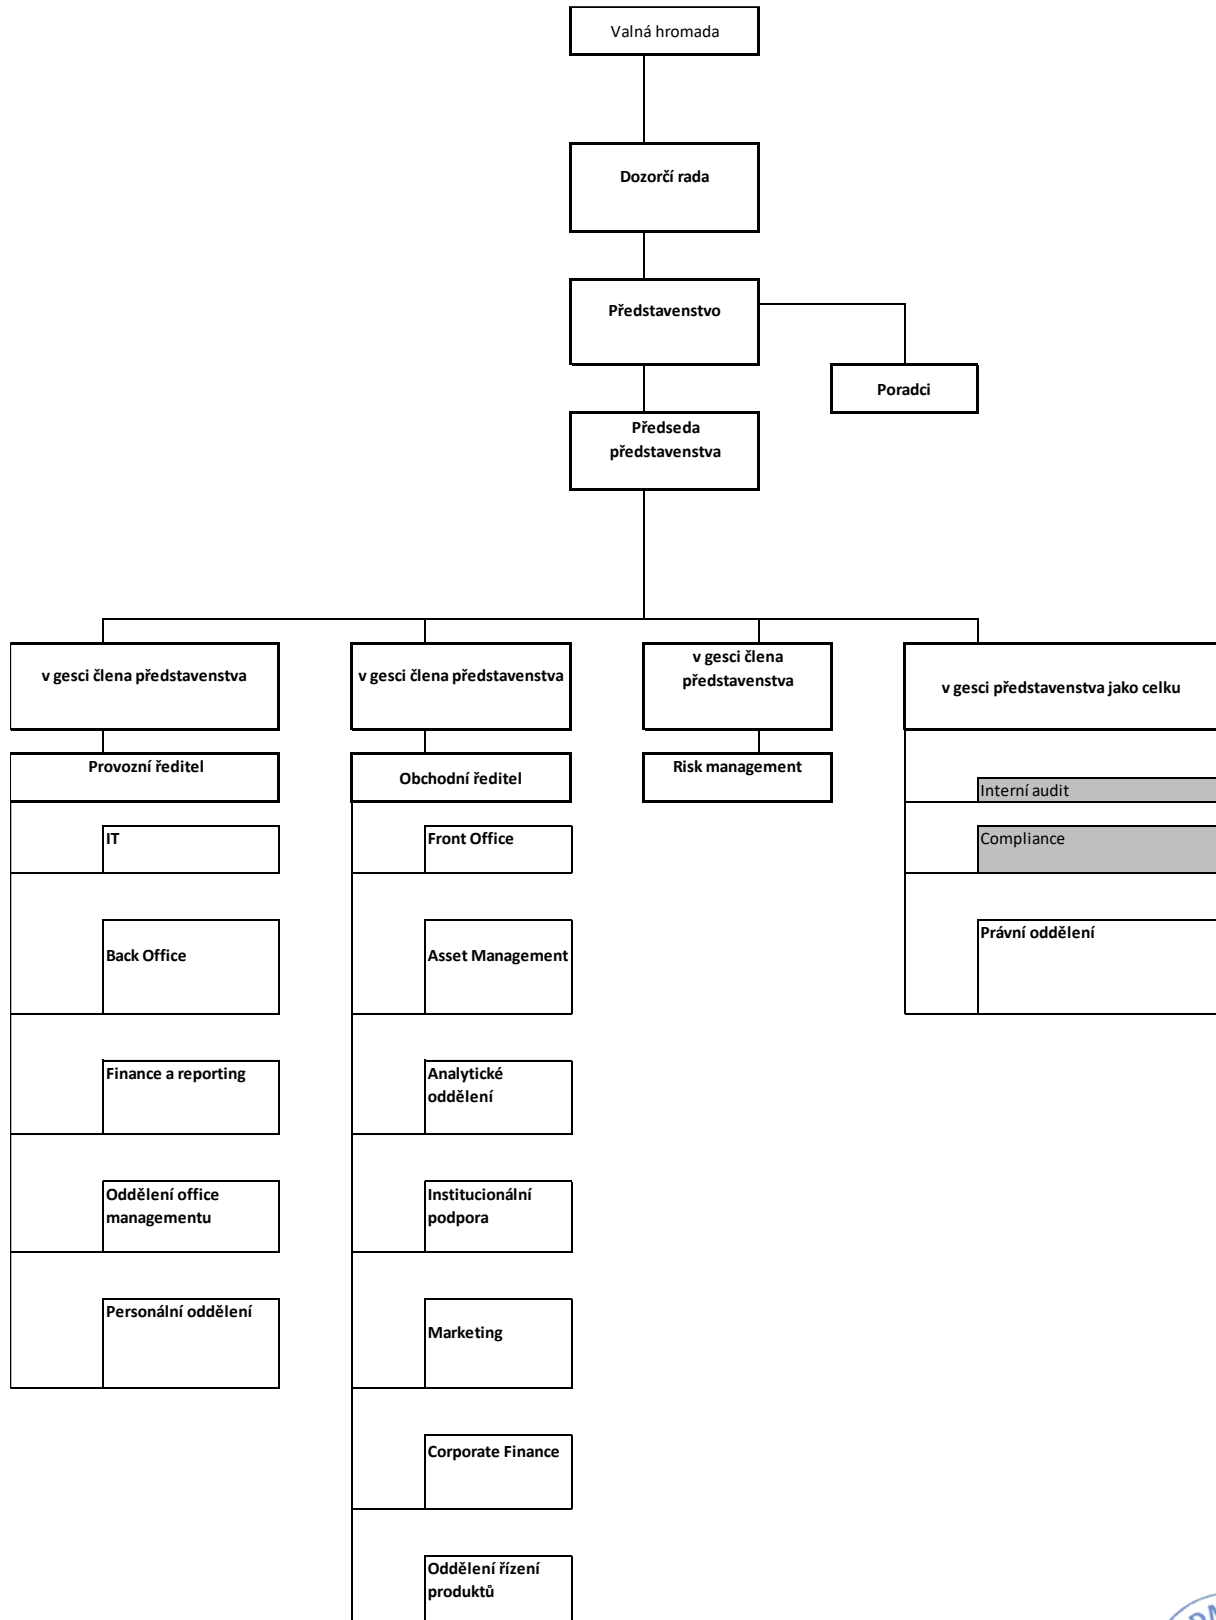 Valná hromada
Dozorčí rada
Představenstvo
Poradci
Předseda
představenstva
v gesci člena představenstva
v gesci člena představenstva
v gesci člena
představenstva
v gesci představenstva jako celku
Provozní ředitel
Obchodní ředitel
Risk management
Interní audit
IT
Front Office
Compliance
Back Office
Asset Management
Právní oddělení
Finance a reporting
Analytické
oddělení
Oddělení office
managementu
Institucionální
podpora
Personální oddělení
Marketing
Corporate Finance
Oddělení řízení
produktů